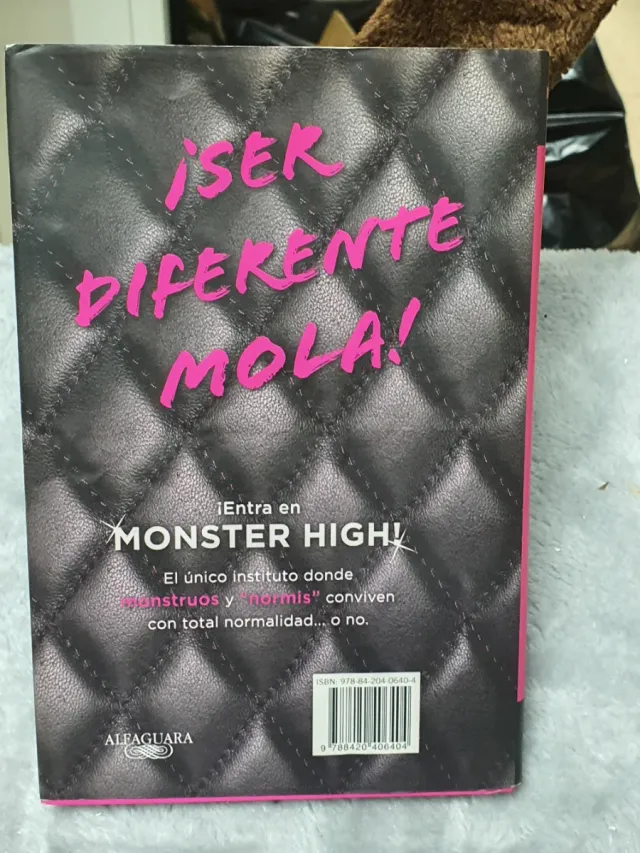 ¡SER
DIFERENTE
MOLA!
¡Entra en
MONSTER HIGH!
El único instituto donde
monstruos y "normis" conviven
con total normalidad... o no.
ISBN: 978-84-204-0640-4
9 788420 406404
ALFAGUARA